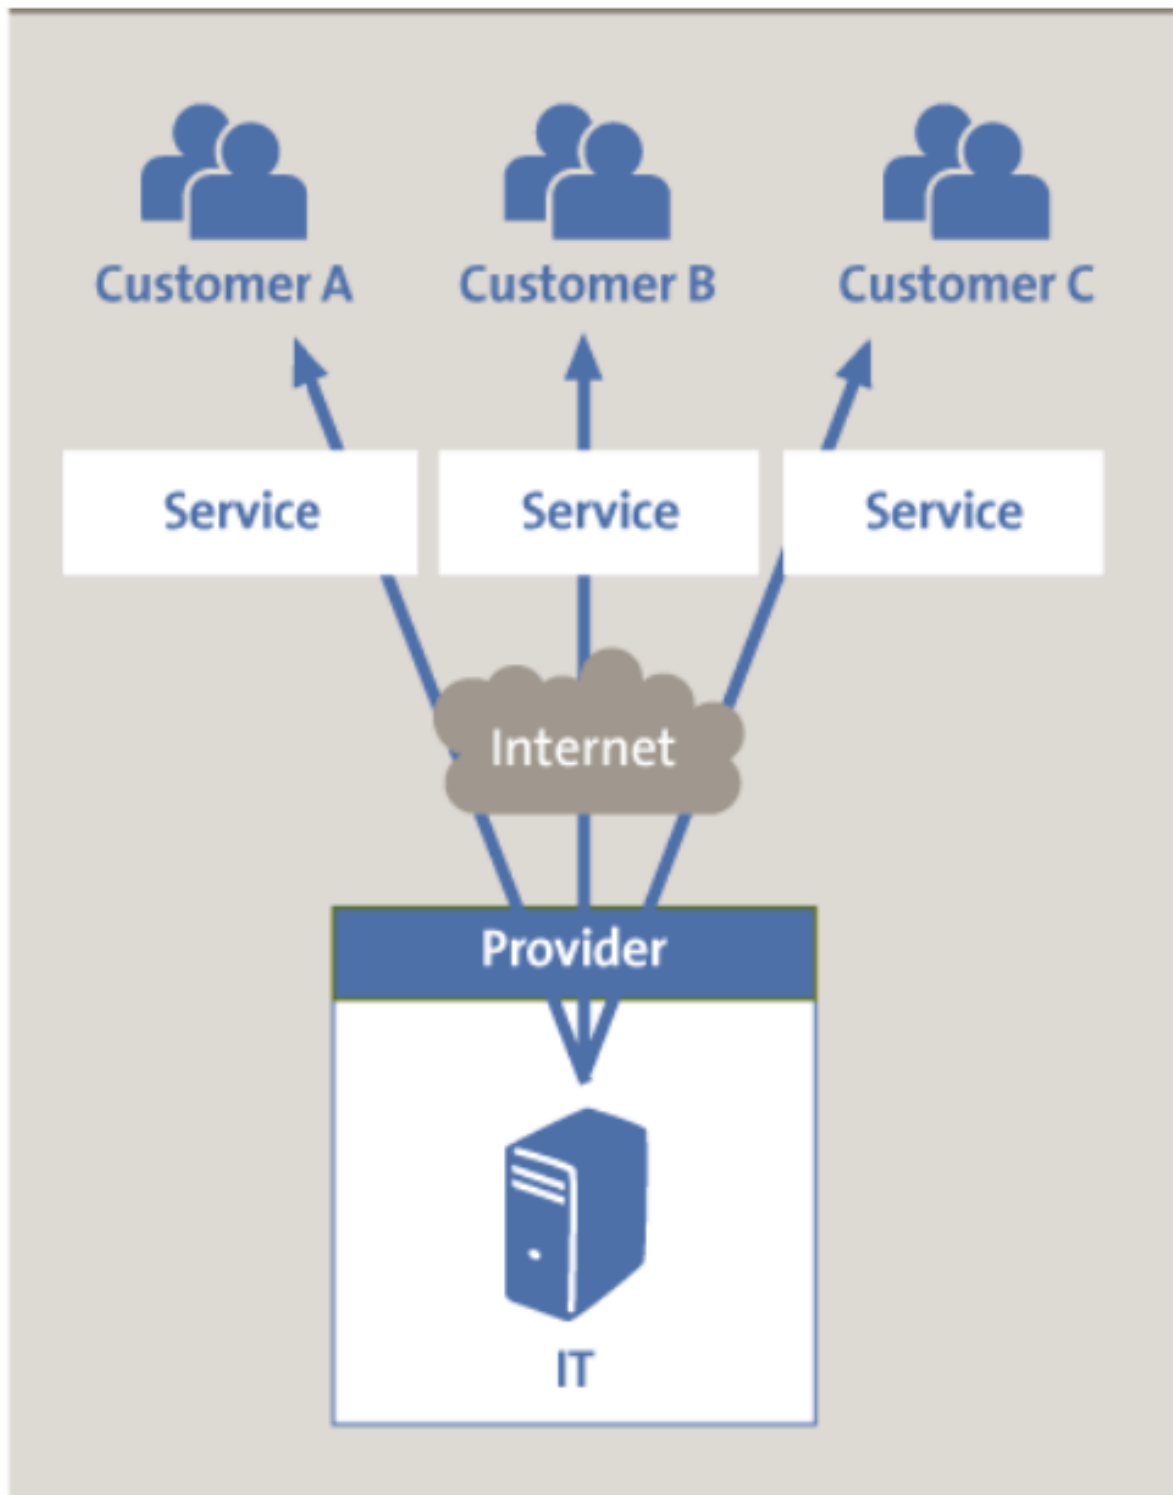 Customer A
Customer B
Customer C
Service
Service
Service
Internet
Provider
IT